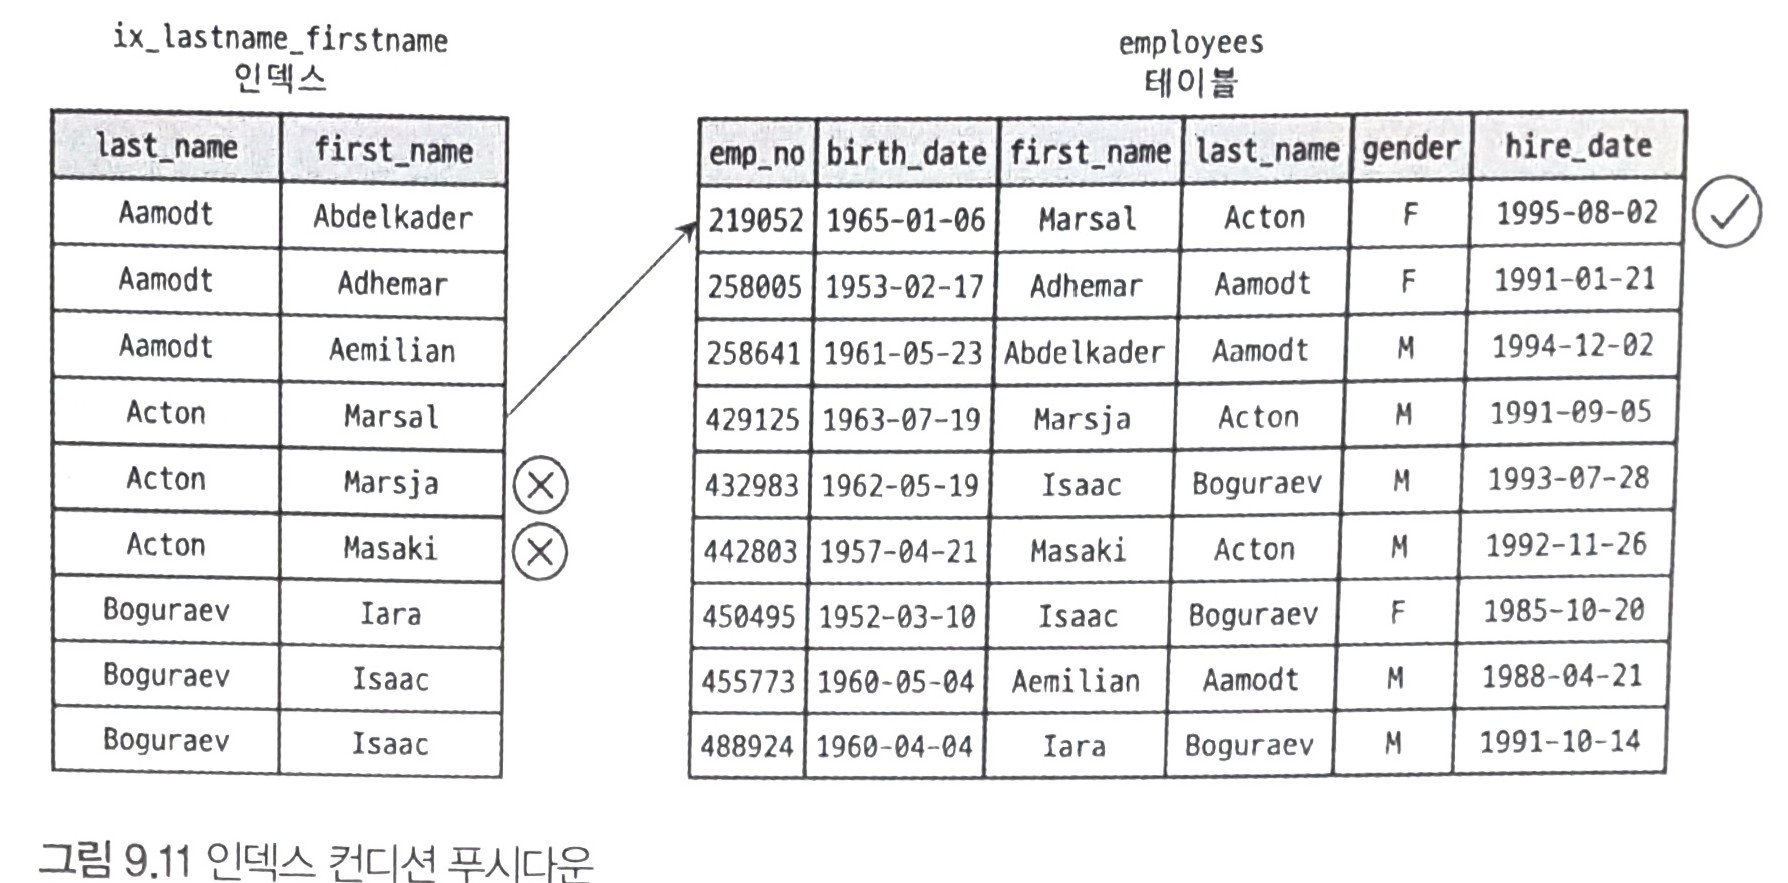 ix_lastname_firstname
인덱스
last_name first_name
Aamodt Abdelkader
Aamodt Adhemar
Aamodt Aemilian
Acton Marsal
Acton Marsja
Acton Masaki
Boguraev Iara
Boguraev Isaac
Boguraev Isaac
employees
테이블
emp_no birth_date first_name last_name gender hire_date
219052 1965-01-06 Marsal Acton F 1995-08-02
258005 1953-02-17 Adhemar Aamodt F 1991-01-21
258641 1961-05-23 Abdelkader Aamodt M 1994-12-02
429125 1963-07-19 Marsja Acton M 1991-09-05
432983 1962-05-19 Isaac Boguraev M 1993-07-28
442803 1957-04-21 Masaki Acton M 1992-11-26
450495 1952-03-10 Isaac Boguraev F 1985-10-20
455773 1960-05-04 Aemilian Aamodt M 1988-04-21
488924 1960-04-04 Iara Boguraev M 1991-10-14
그림 9.11 인덱스 컨디션 푸시다운